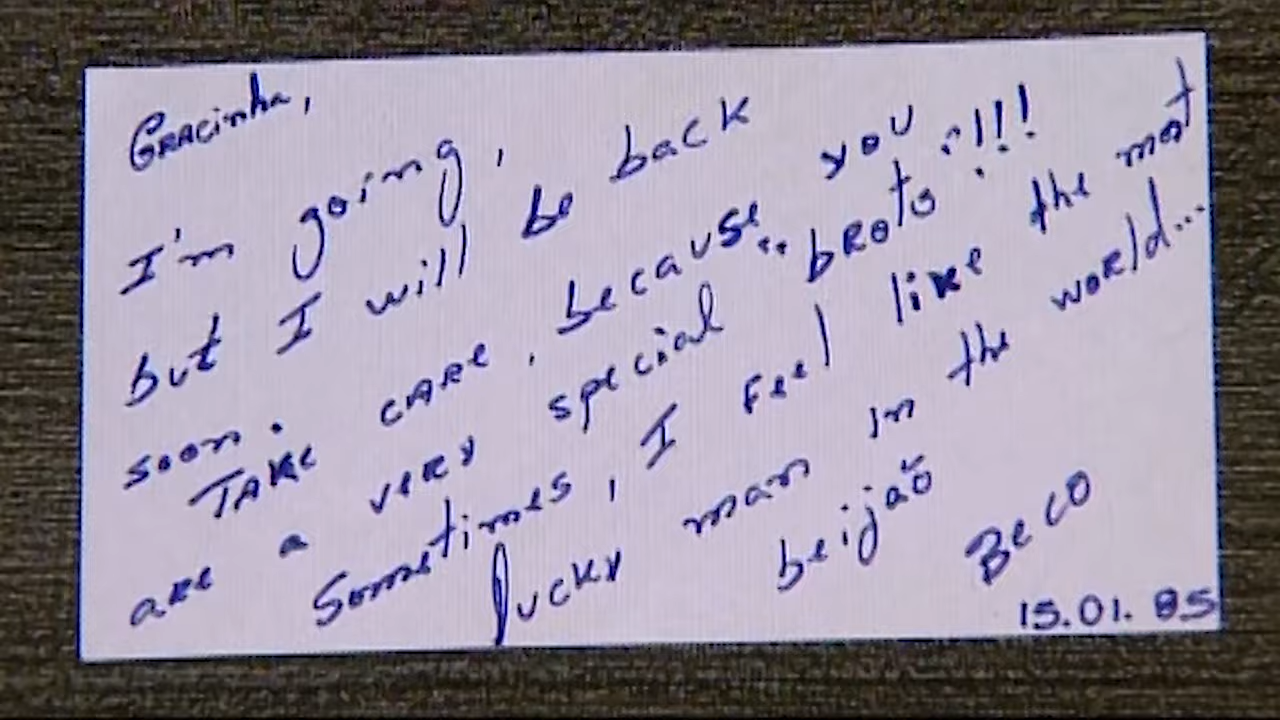 Gracinha,
I'm going,
but I will be back
soon.
Take care, because you
are a very special "broto"!!!
Sometimes, I feel like the most
lucky man in the world...
beijaõ
Beco
15.01.85